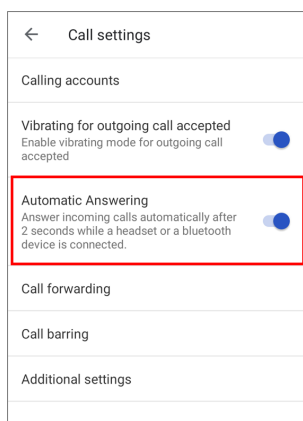 Call settings
Calling accounts
Vibrating for outgoing call accepted
Enable vibrating mode for outgoing call
accepted
Automatic Answering
Answer incoming calls automatically after
2 seconds while a headset or a bluetooth
device is connected.
Call forwarding
Call barring
Additional settings